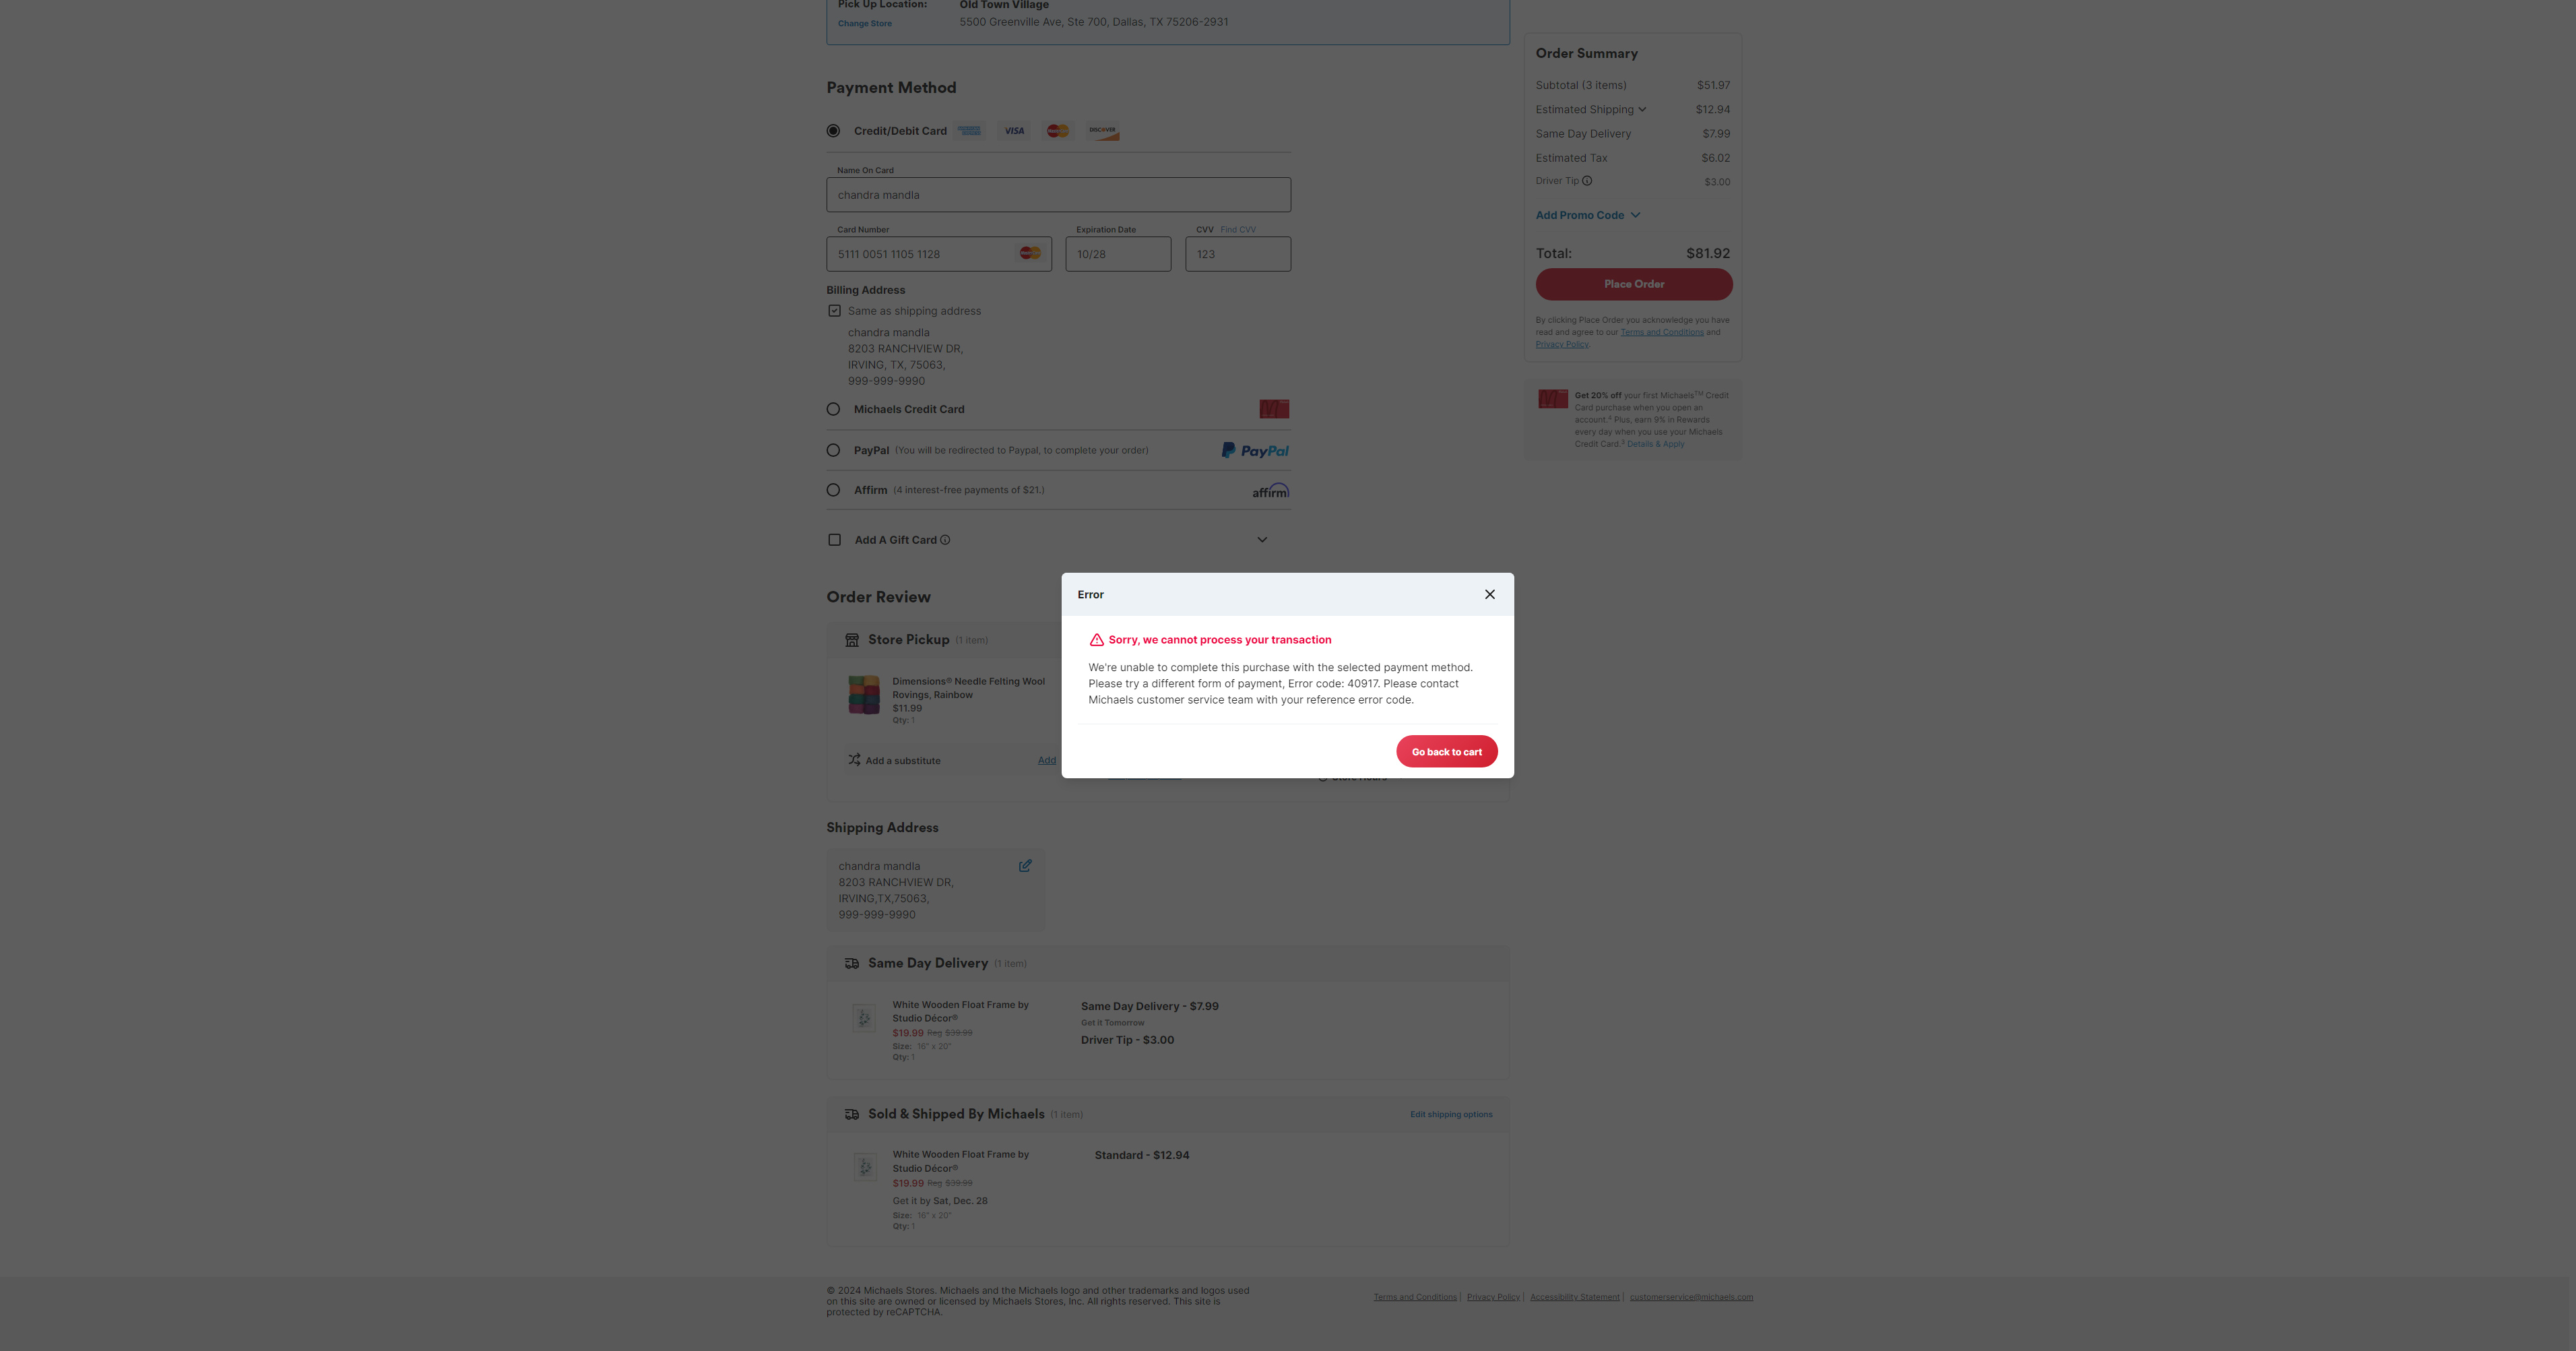 Pick Up Location:
Old Town Village
Change Store
5500 Greenville Ave, Ste 700, Dallas, TX 75206-2931
Payment Method
Credit/Debit Card
VISA
DISCOVER
Name On Card
chandra mandla
Card Number
Expiration Date
CVV Find CVV
5111 0051 1105 1128
10/28
123
Billing Address
Same as shipping address
chandra mandla
8203 RANCHVIEW DR,
IRVING, TX, 75063,
999-999-9990
Michaels Credit Card
PayPal (You will be redirected to Paypal, to complete your order)
PayPal
Affirm (4 interest-free payments of $21.)
affirm
Add A Gift Card
Order Summary
Subtotal (3 items) $51.97
Estimated Shipping $12.94
Same Day Delivery $7.99
Estimated Tax $6.02
Driver Tip $3.00
Add Promo Code
Total: $81.92
Place Order
By clicking Place Order you acknowledge you have
read and agree to our Terms and Conditions and
Privacy Policy.
Get 20% off your first Michaels™ Credit
Card purchase when you open an
account.^ Plus, earn 9% in Rewards
every day when you use your Michaels
Credit Card.‡ Details & Apply
Error
Sorry, we cannot process your transaction
We're unable to complete this purchase with the selected payment method.
Please try a different form of payment, Error code: 40917. Please contact
Michaels customer service team with your reference error code.
Go back to cart
Order Review
Store Pickup (1 item)
Dimensions® Needle Felting Wool
Rovings, Rainbow
$11.99
Qty: 1
Add a substitute
Add
Store Hours
Shipping Address
chandra mandla
8203 RANCHVIEW DR,
IRVING,TX,75063,
999-999-9990
Same Day Delivery (1 item)
White Wooden Float Frame by
Studio Décor®
$19.99 Reg $39.99
Size: 16" x 20"
Qty: 1
Same Day Delivery - $7.99
Get it Tomorrow
Driver Tip - $3.00
Sold & Shipped By Michaels (1 item)
Edit shipping options
White Wooden Float Frame by
Studio Décor®
$19.99 Reg $39.99
Get it by Sat, Dec. 28
Size: 16" x 20"
Qty: 1
Standard - $12.94
© 2024 Michaels Stores. Michaels and the Michaels logo and other trademarks and logos used
on this site are owned or licensed by Michaels Stores, Inc. All rights reserved. This site is
protected by reCAPTCHA.
Terms and Conditions | Privacy Policy | Accessibility Statement | customerservice@michaels.com